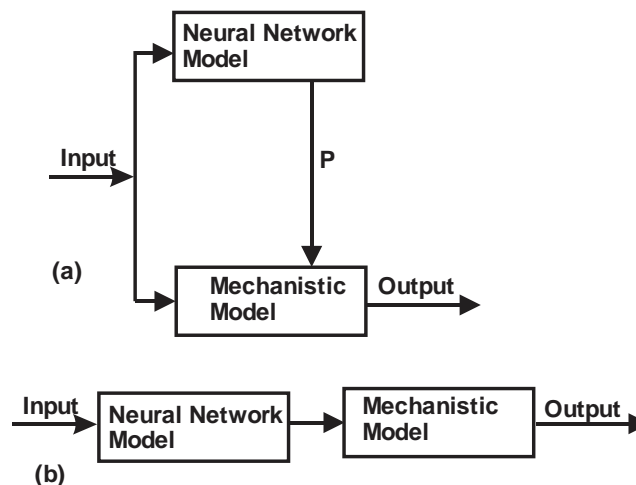 Neural Network
Model
Input
P
(a)
Mechanistic
Model
Output
Input
Neural Network
Model
Mechanistic
Model
Output
(b)